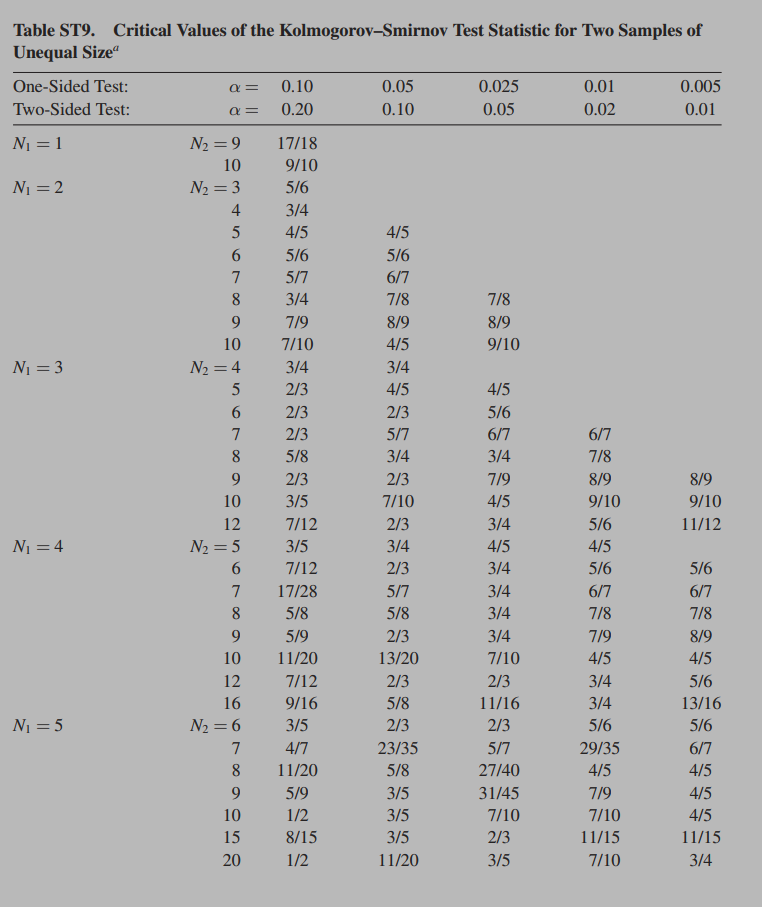 Table ST9. Critical Values of the Kolmogorov–Smirnov Test Statistic for Two Samples of
Unequal Sizeᵃ
One-Sided Test: α = 0.10 0.05 0.025 0.01 0.005
Two-Sided Test: α = 0.20 0.10 0.05 0.02 0.01
N₁ = 1 N₂ = 9 17/18
10 9/10
N₁ = 2 N₂ = 3 5/6
4 3/4
5 4/5 4/5
6 5/6 5/6
7 5/7 6/7
8 3/4 7/8 7/8
9 7/9 8/9 8/9
10 7/10 4/5 9/10
N₁ = 3 N₂ = 4 3/4 3/4
5 2/3 4/5 4/5
6 2/3 2/3 5/6
7 2/3 5/7 6/7 6/7
8 5/8 3/4 3/4 7/8
9 2/3 2/3 7/9 8/9 8/9
10 3/5 7/10 4/5 9/10 9/10
12 7/12 2/3 3/4 5/6 11/12
N₁ = 4 N₂ = 5 3/5 3/4 4/5 4/5
6 7/12 2/3 3/4 5/6 5/6
7 17/28 5/7 3/4 6/7 6/7
8 5/8 5/8 3/4 7/8 7/8
9 5/9 2/3 3/4 7/9 8/9
10 11/20 13/20 7/10 4/5 4/5
12 7/12 2/3 2/3 3/4 5/6
16 9/16 5/8 11/16 3/4 13/16
N₁ = 5 N₂ = 6 3/5 2/3 2/3 5/6 5/6
7 4/7 23/35 5/7 29/35 6/7
8 11/20 5/8 27/40 4/5 4/5
9 5/9 3/5 31/45 7/9 4/5
10 1/2 3/5 7/10 7/10 4/5
15 8/15 3/5 2/3 11/15 11/15
20 1/2 11/20 3/5 7/10 3/4